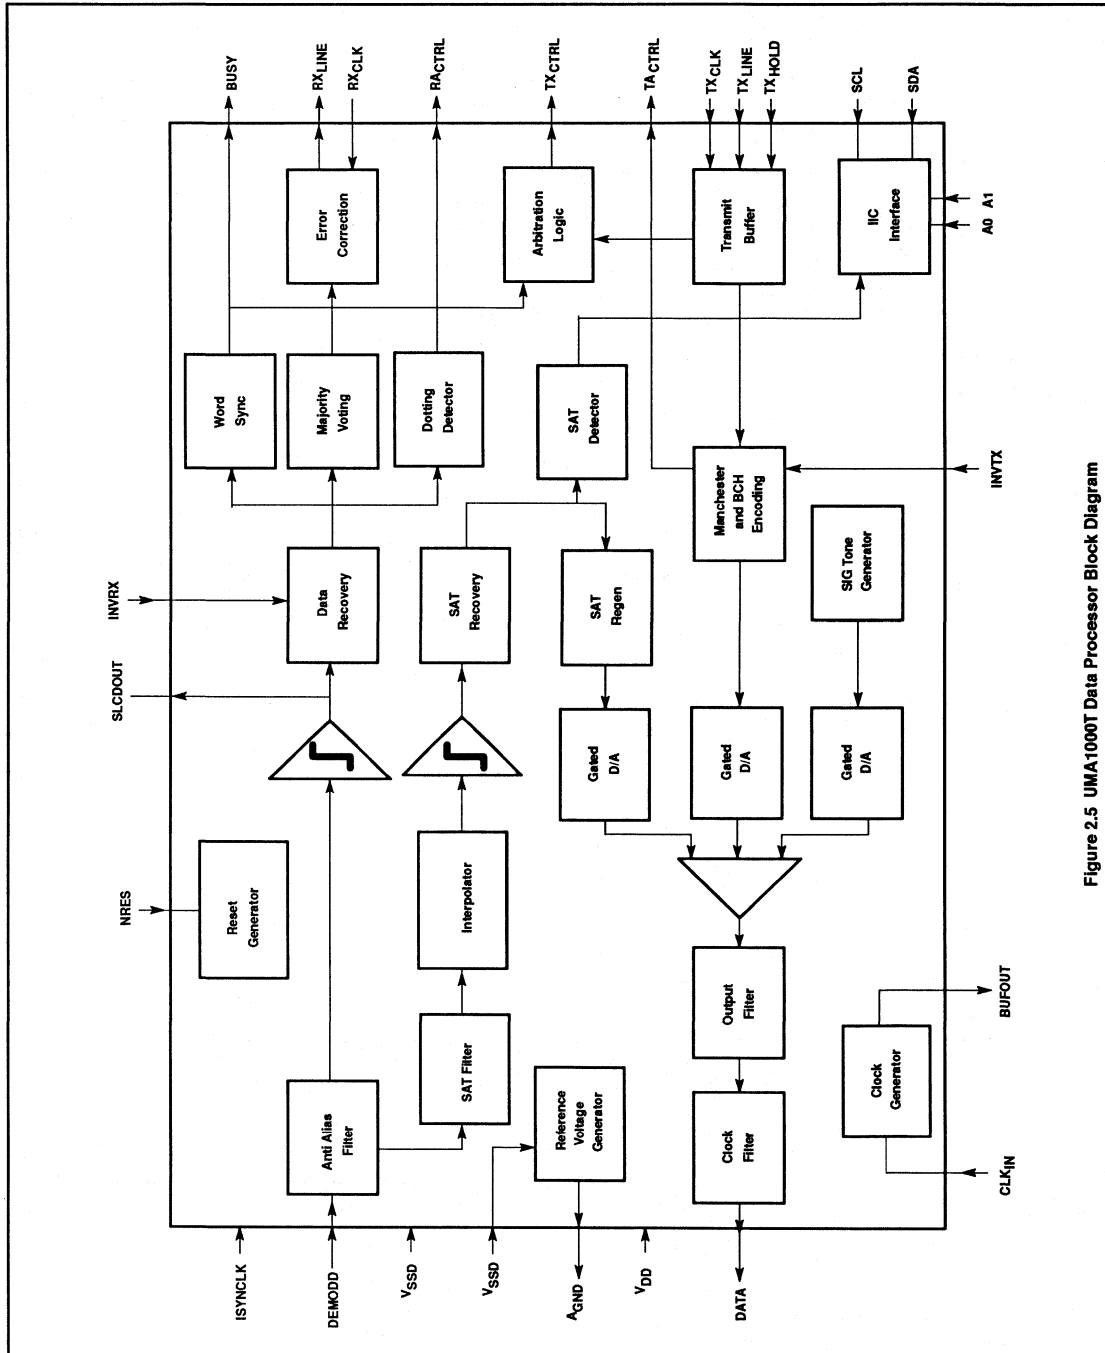 ISYNCLK
DEMODD
VSSD
VSSD
AGND
VDD
DATA
NRES
SLCDOUT
INVRX
BUSY
RXLINE
RXCLK
RACTRL
TXCTRL
TACTRL
TXCLK
TXLINE
TXHOLD
SCL
SDA
A0 A1
INVTX
BUFOUT
CLKIN
Anti Alias
Filter
Reset
Generator
SAT Filter
Interpolator
Reference
Voltage
Generator
Clock
Filter
Output
Filter
Clock
Generator
Data
Recovery
SAT
Recovery
SAT
Regen
Gated
D/A
Gated
D/A
Gated
D/A
SIG Tone
Generator
Manchester
and BCH
Encoding
Word
Sync
Majority
Voting
Dotting
Detector
SAT
Detector
Error
Correction
Arbitration
Logic
Transmit
Buffer
IIC
Interface
Figure 2.5 UMA1000T Data Processor Block Diagram